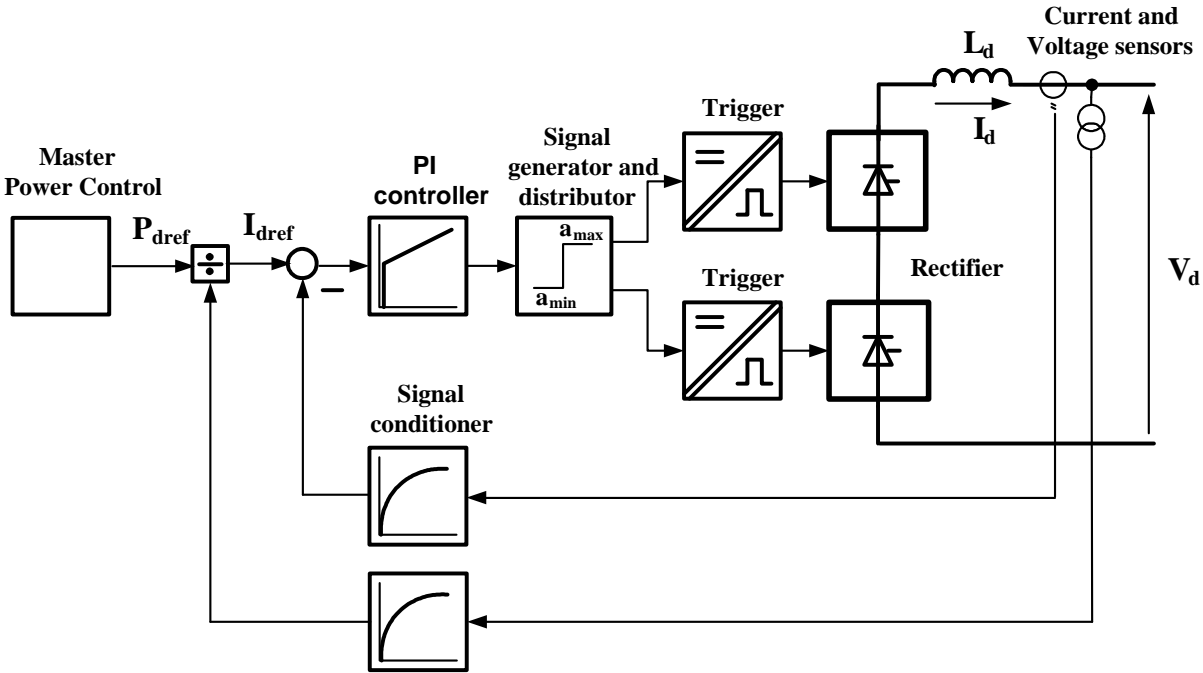 Current and
Voltage sensors
L_d
I_d
Trigger
Signal
generator and
distributor
PI
controller
Master
Power Control
P_dref
I_dref
÷
−
a_max
a_min
Trigger
Rectifier
V_d
Signal
conditioner